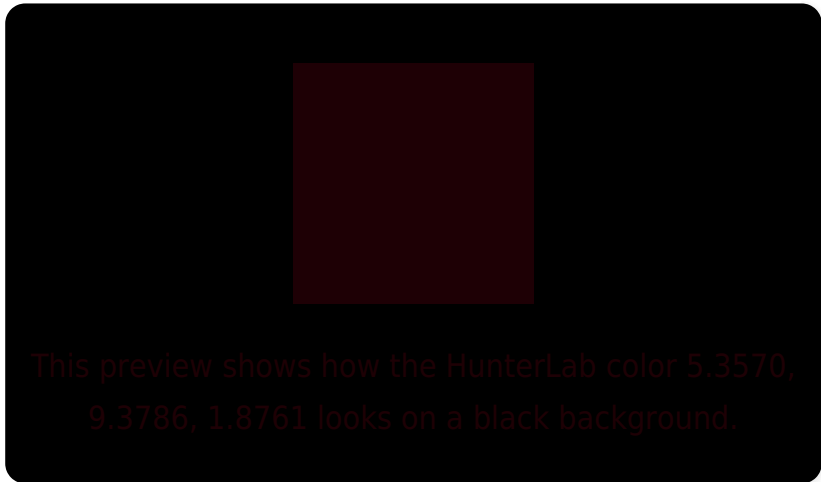 This preview shows how the HunterLab color 5.3570,
9.3786, 1.8761 looks on a black background.